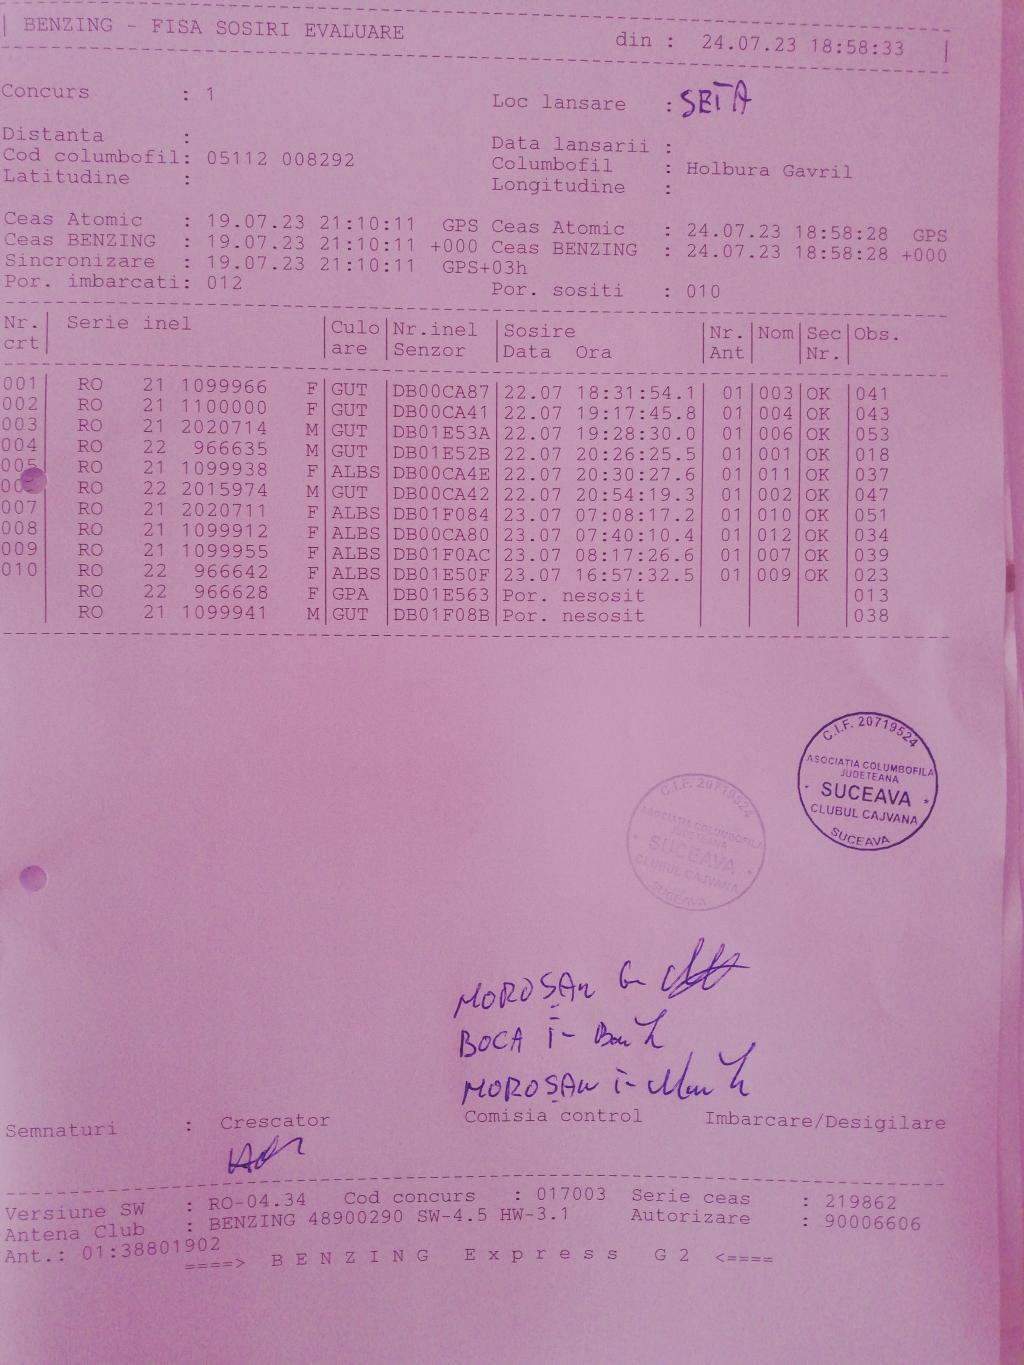 BENZING - FISA SOSIRI EVALUARE din : 24.07.23 18:58:33
Concurs : 1 Loc lansare :
Distanta : Data lansarii :
Cod columbofil: 05112 008292 Columbofil : Holbura Gavril
Latitudine : Longitudine :
Ceas Atomic : 19.07.23 21:10:11 GPS Ceas Atomic : 24.07.23 18:58:28 GPS
Ceas BENZING : 19.07.23 21:10:11 +000 Ceas BENZING : 24.07.23 18:58:28 +000
Sincronizare : 19.07.23 21:10:11 GPS+03h
Por. imbarcati: 012 Por. sositi : 010
Nr. Serie inel Culo Nr.inel Sosire Nr. Nom Sec Obs.
crt are Senzor Data Ora Ant Nr.
001 RO 21 1099966 F GUT DB00CA87 22.07 18:31:54.1 01 003 OK 041
002 RO 21 1100000 F GUT DB00CA41 22.07 19:17:45.8 01 004 OK 043
003 RO 21 2020714 M GUT DB01E53A 22.07 19:28:30.0 01 006 OK 053
004 RO 22 966635 M GUT DB01E52B 22.07 20:26:25.5 01 001 OK 018
005 RO 21 1099938 F ALBS DB00CA4E 22.07 20:30:27.6 01 011 OK 037
RO 22 2015974 M GUT DB00CA42 22.07 20:54:19.3 01 002 OK 047
007 RO 21 2020711 F ALBS DB01F084 23.07 07:08:17.2 01 010 OK 051
008 RO 21 1099912 F ALBS DB00CA80 23.07 07:40:10.4 01 012 OK 034
009 RO 21 1099955 F ALBS DB01F0AC 23.07 08:17:26.6 01 007 OK 039
010 RO 22 966642 F ALBS DB01E50F 23.07 16:57:32.5 01 009 OK 023
RO 22 966628 F GPA DB01E563 Por. nesosit 013
RO 21 1099941 M GUT DB01F08B Por. nesosit 038
C.I.F. 20719524
ASOCIATIA COLUMBOFILA
JUDETEANA
SUCEAVA
CLUBUL CAJVANA
SUCEAVA
C.I.F. 20719524
ASOCIATIA COLUMBOFILA
JUDETEANA
SUCEAVA
CLUBUL CAJVANA
SUCEAVA
MOROȘAN G
BOCA I-
MOROȘAN I-
Semnaturi : Crescator Comisia control Imbarcare/Desigilare
Versiune SW : RO-04.34 Cod concurs : 017003 Serie ceas : 219862
Antena Club : BENZING 48900290 SW-4.5 HW-3.1 Autorizare : 90006606
Ant.: 01:38801902
====> B E N Z I N G E x p r e s s G 2 <====